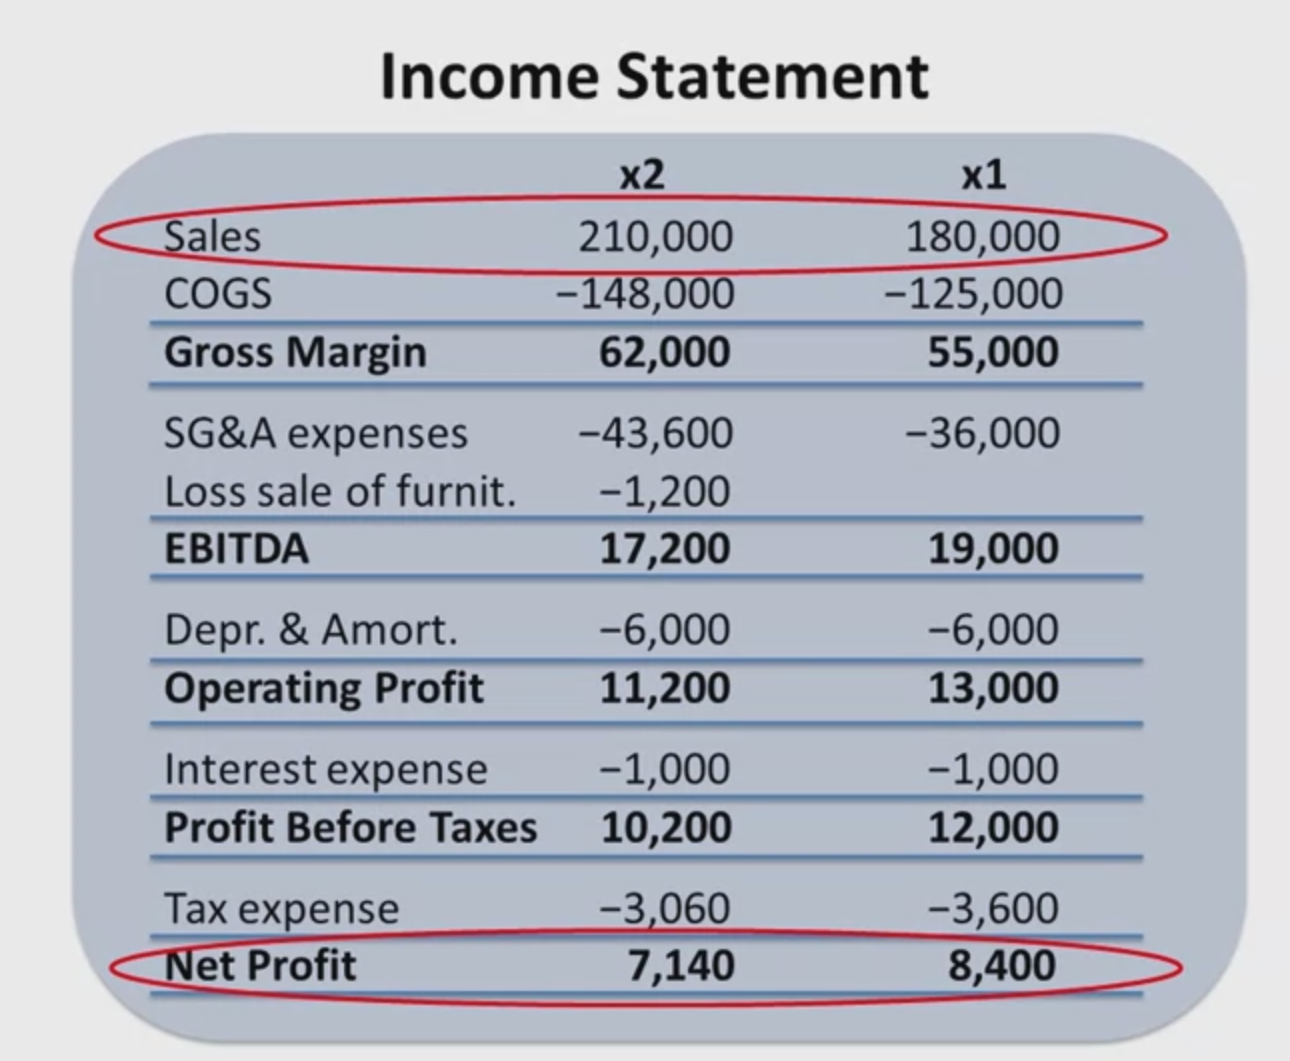 Income Statement
x2 x1
Sales 210,000 180,000
COGS −148,000 −125,000
Gross Margin 62,000 55,000
SG&A expenses −43,600 −36,000
Loss sale of furnit. −1,200
EBITDA 17,200 19,000
Depr. & Amort. −6,000 −6,000
Operating Profit 11,200 13,000
Interest expense −1,000 −1,000
Profit Before Taxes 10,200 12,000
Tax expense −3,060 −3,600
Net Profit 7,140 8,400